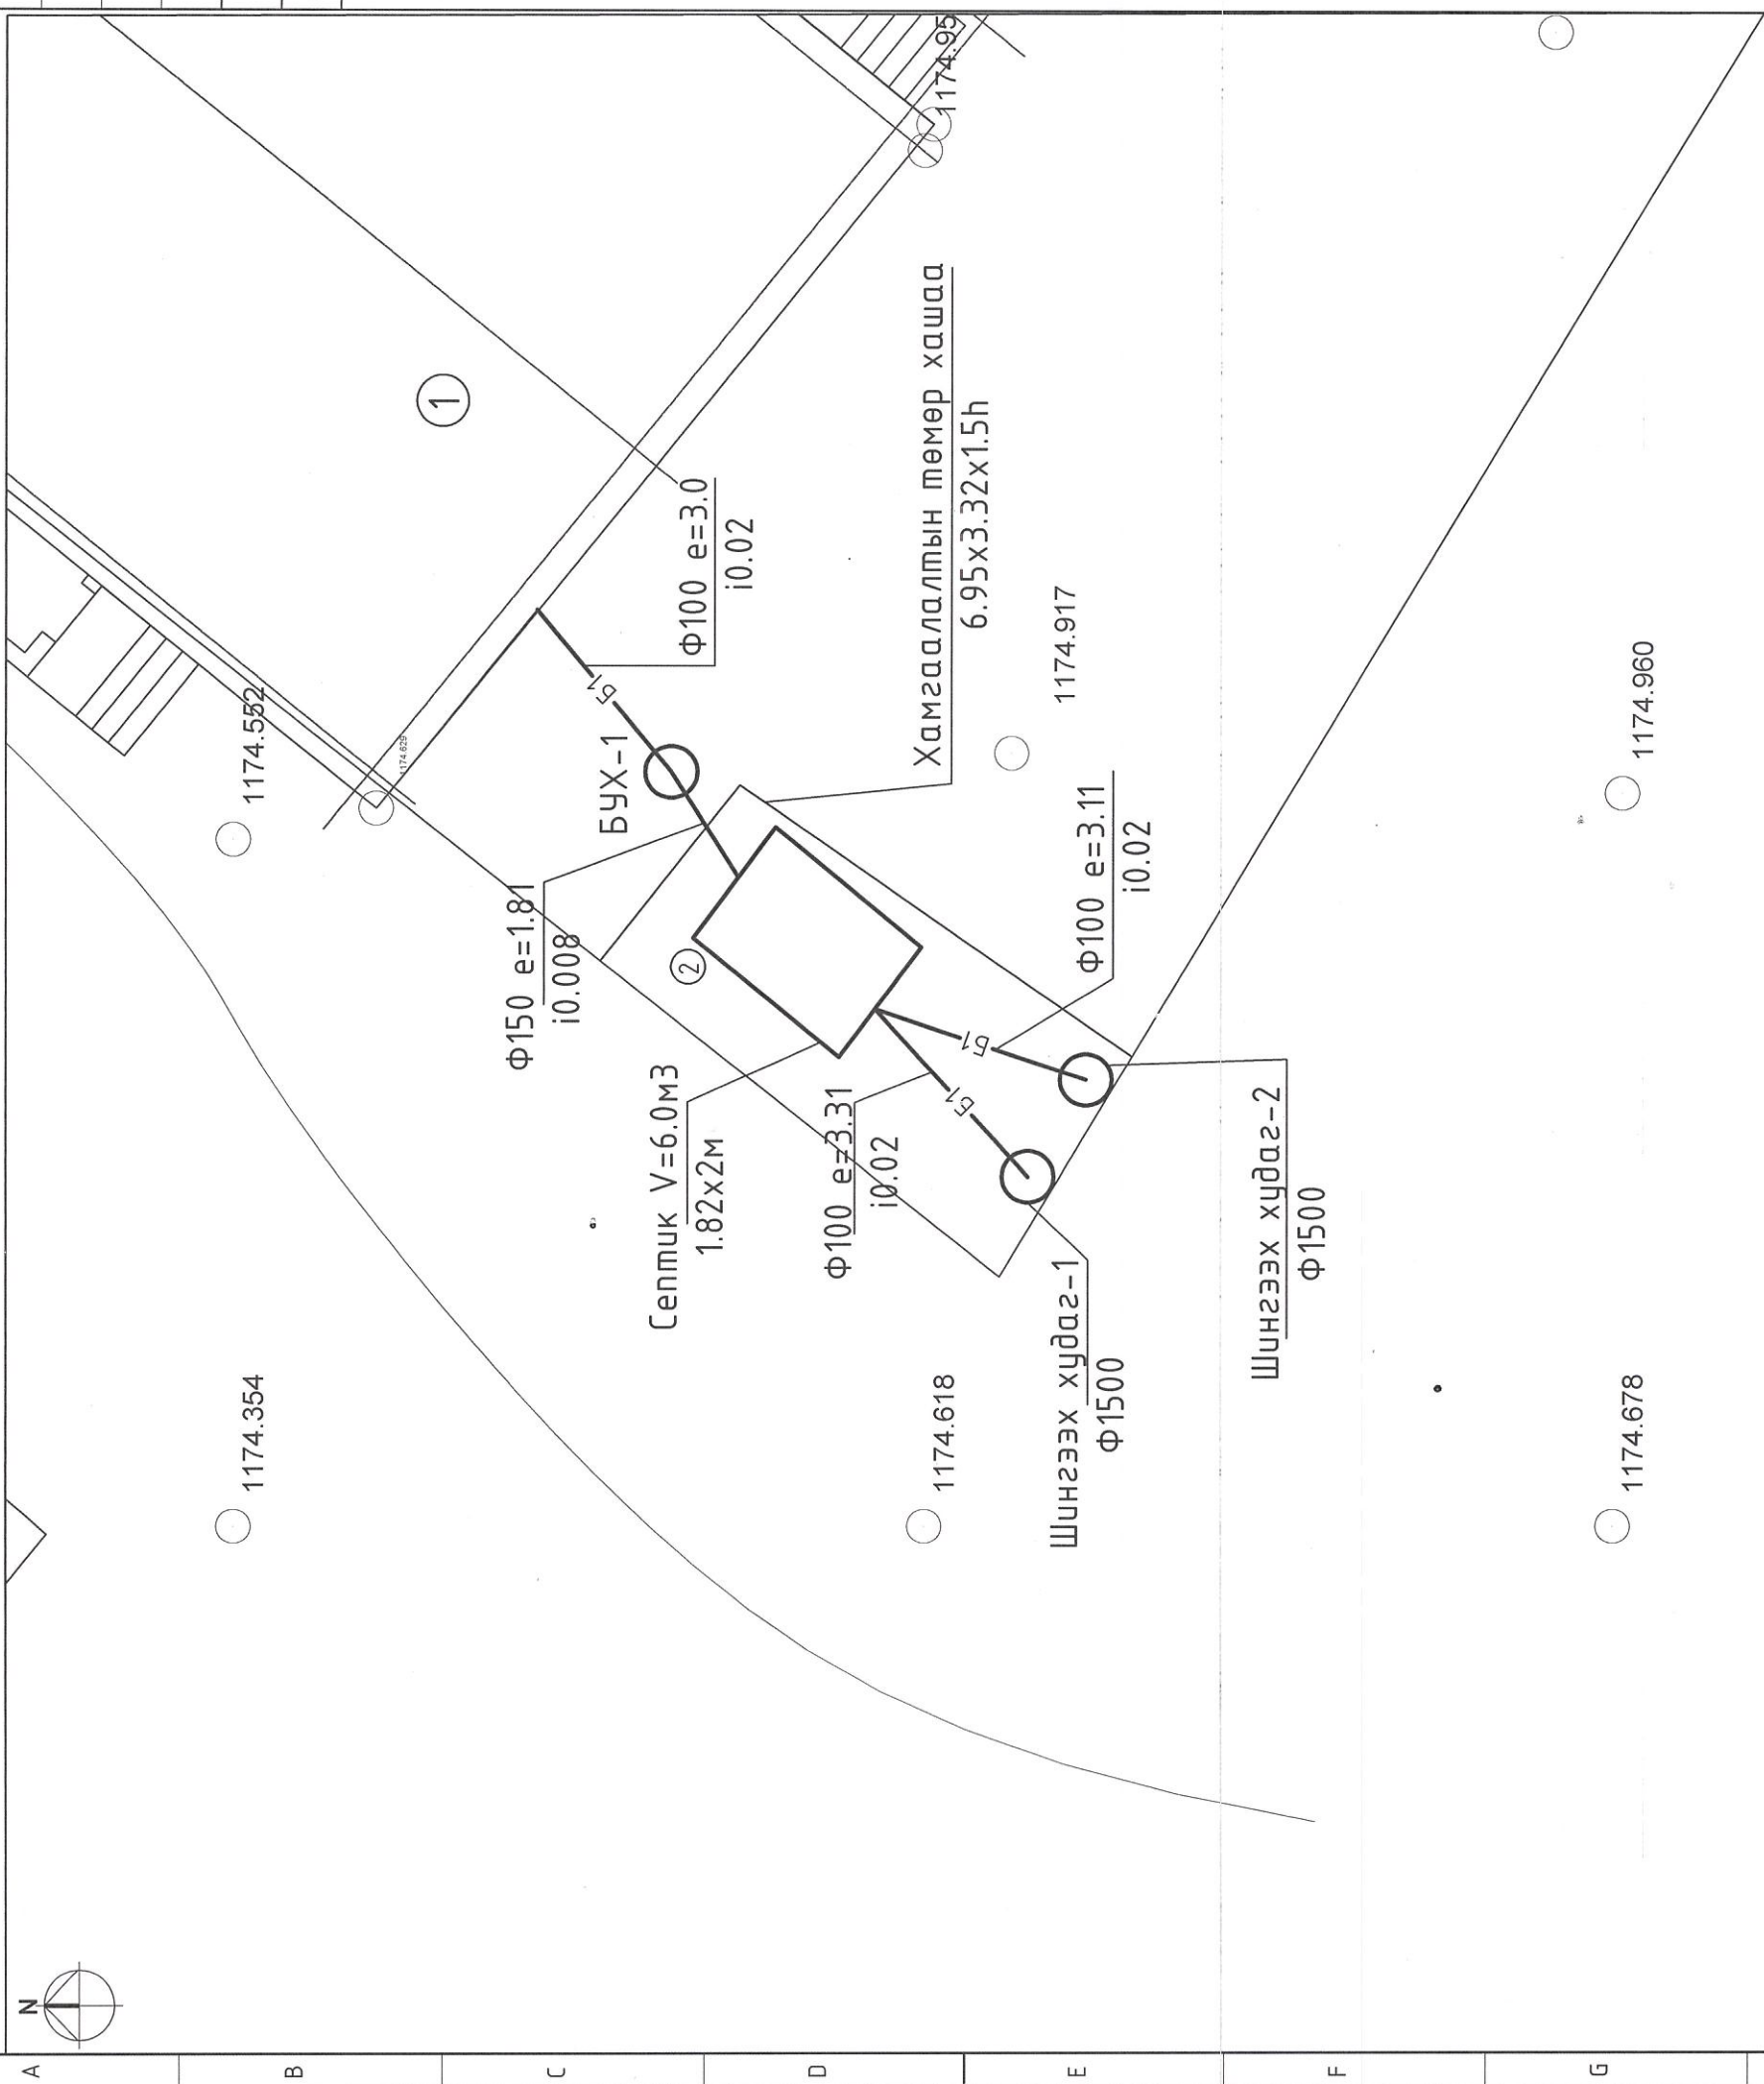 N
A
B
C
D
E
F
G
1174.354
1174.552
1174.629
1
БУХ-1
Ф100 e=3.0
i0.02
Ф150 e=1.81
i0.008
2
Септик V=6.0м3
1.82x2м
Ф100 e=3.31
i0.02
Б1
Б1
Б1
Хамгаалалтын төмөр хашаа
6.95x3.32x1.5h
1174.95
1174.917
Ф100 e=3.11
i0.02
1174.618
Шингээх худаг-1
Ф1500
Шингээх худаг-2
Ф1500
1174.678
1174.960